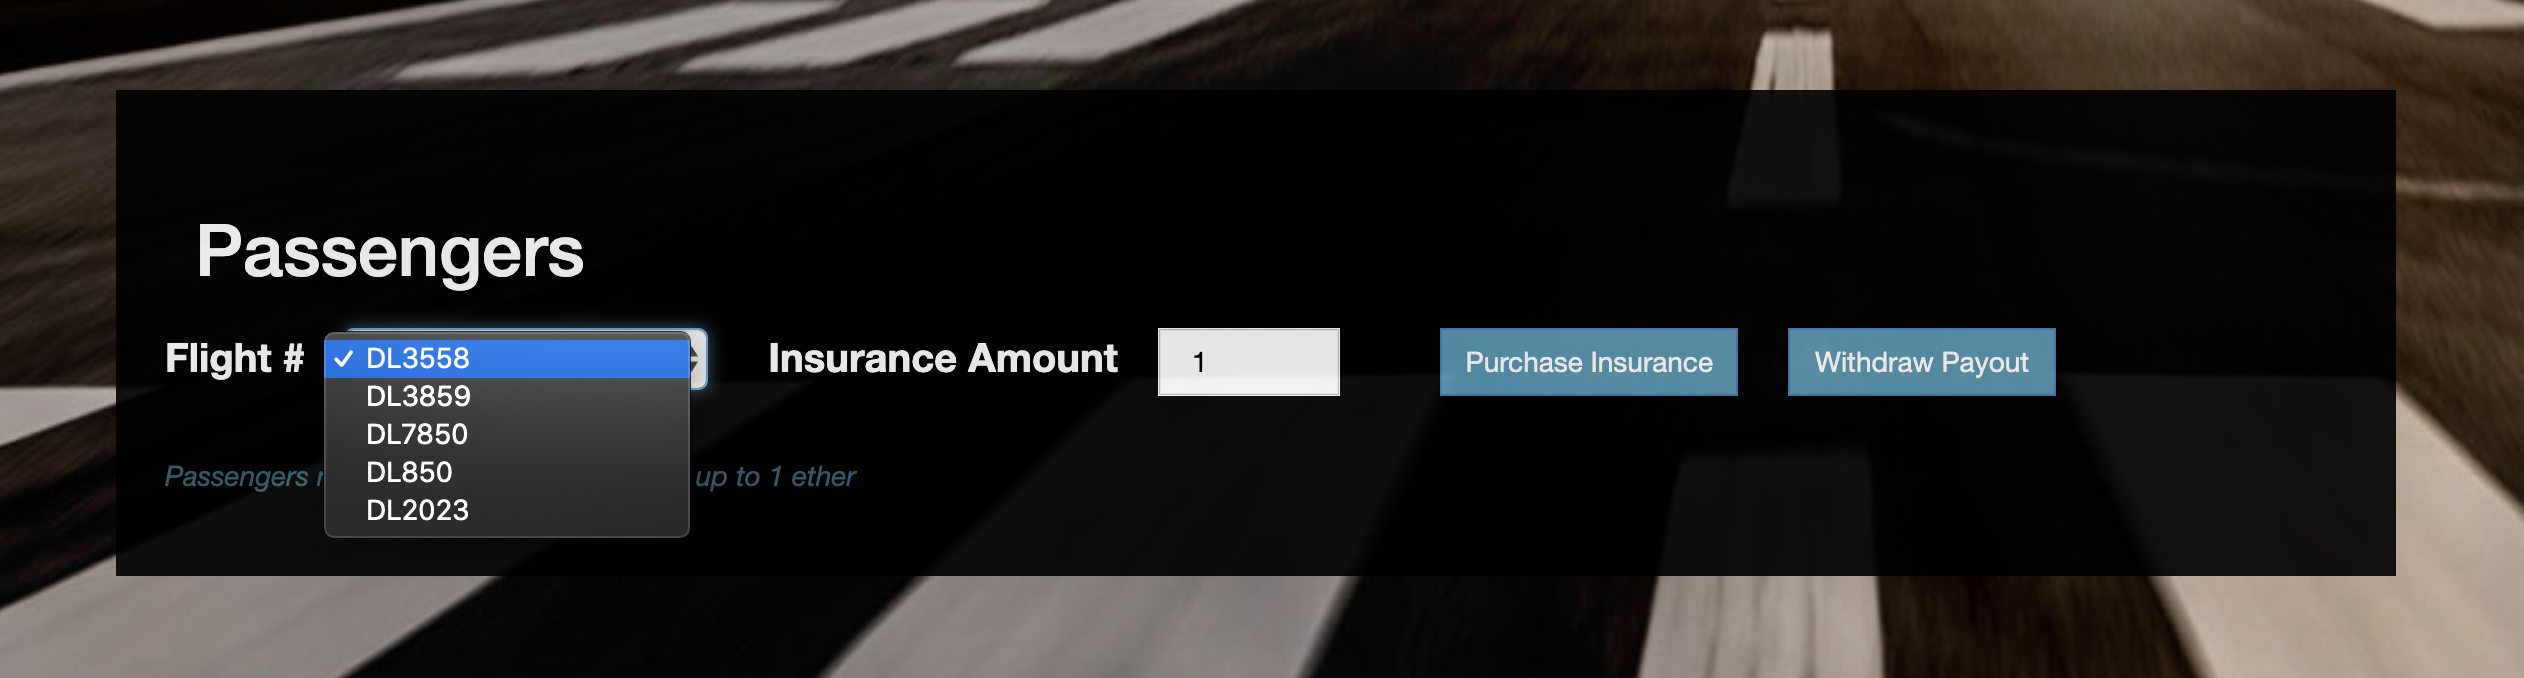 Passengers
Flight #
✓ DL3558
DL3859
DL7850
DL850
DL2023
Insurance Amount
1
Purchase Insurance
Withdraw Payout
Passengers
up to 1 ether